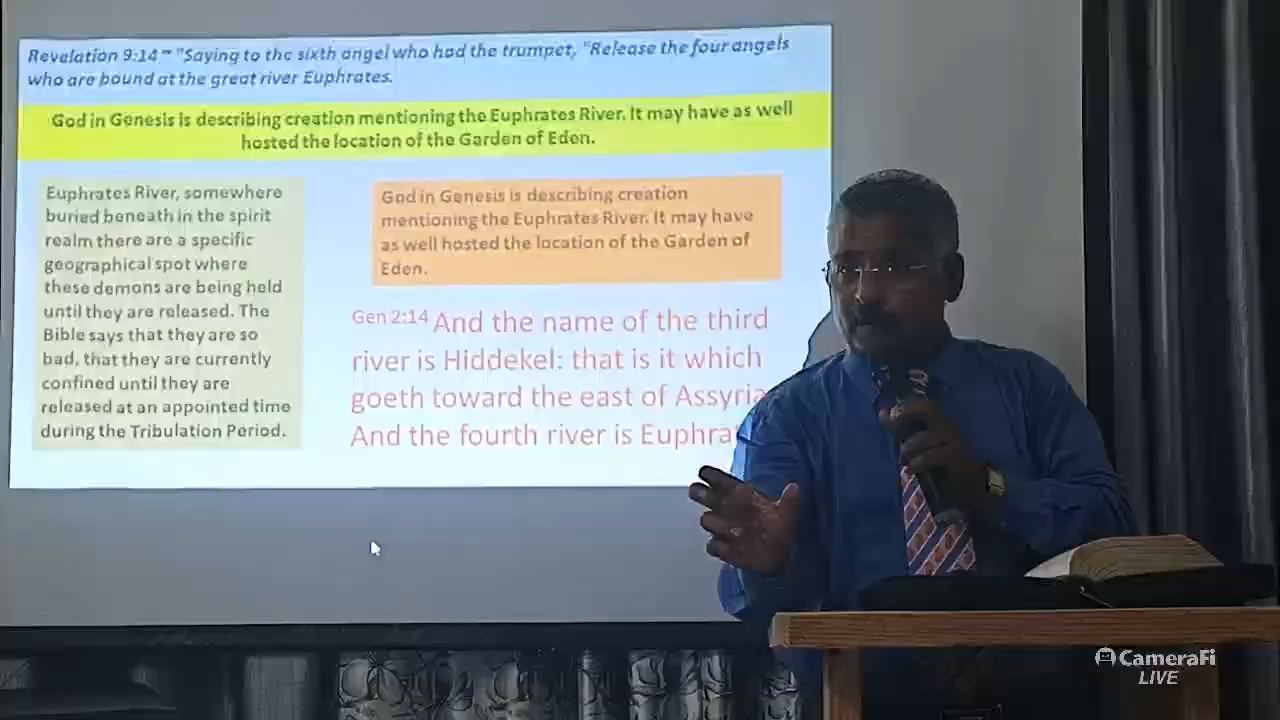 Revelation 9:14 – "Saying to the sixth angel who had the trumpet, "Release the four angels
who are bound at the great river Euphrates.
God in Genesis is describing creation mentioning the Euphrates River. It may have as well
hosted the location of the Garden of Eden.
Euphrates River, somewhere
buried beneath in the spirit
realm there are a specific
geographical spot where
these demons are being held
until they are released. The
Bible says that they are so
bad, that they are currently
confined until they are
released at an appointed time
during the Tribulation Period.
God in Genesis is describing creation
mentioning the Euphrates River. It may have
as well hosted the location of the Garden of
Eden.
Gen 2:14 And the name of the third
river is Hiddekel: that is it which
goeth toward the east of Assyria
And the fourth river is Euphrat
CameraFi
LIVE